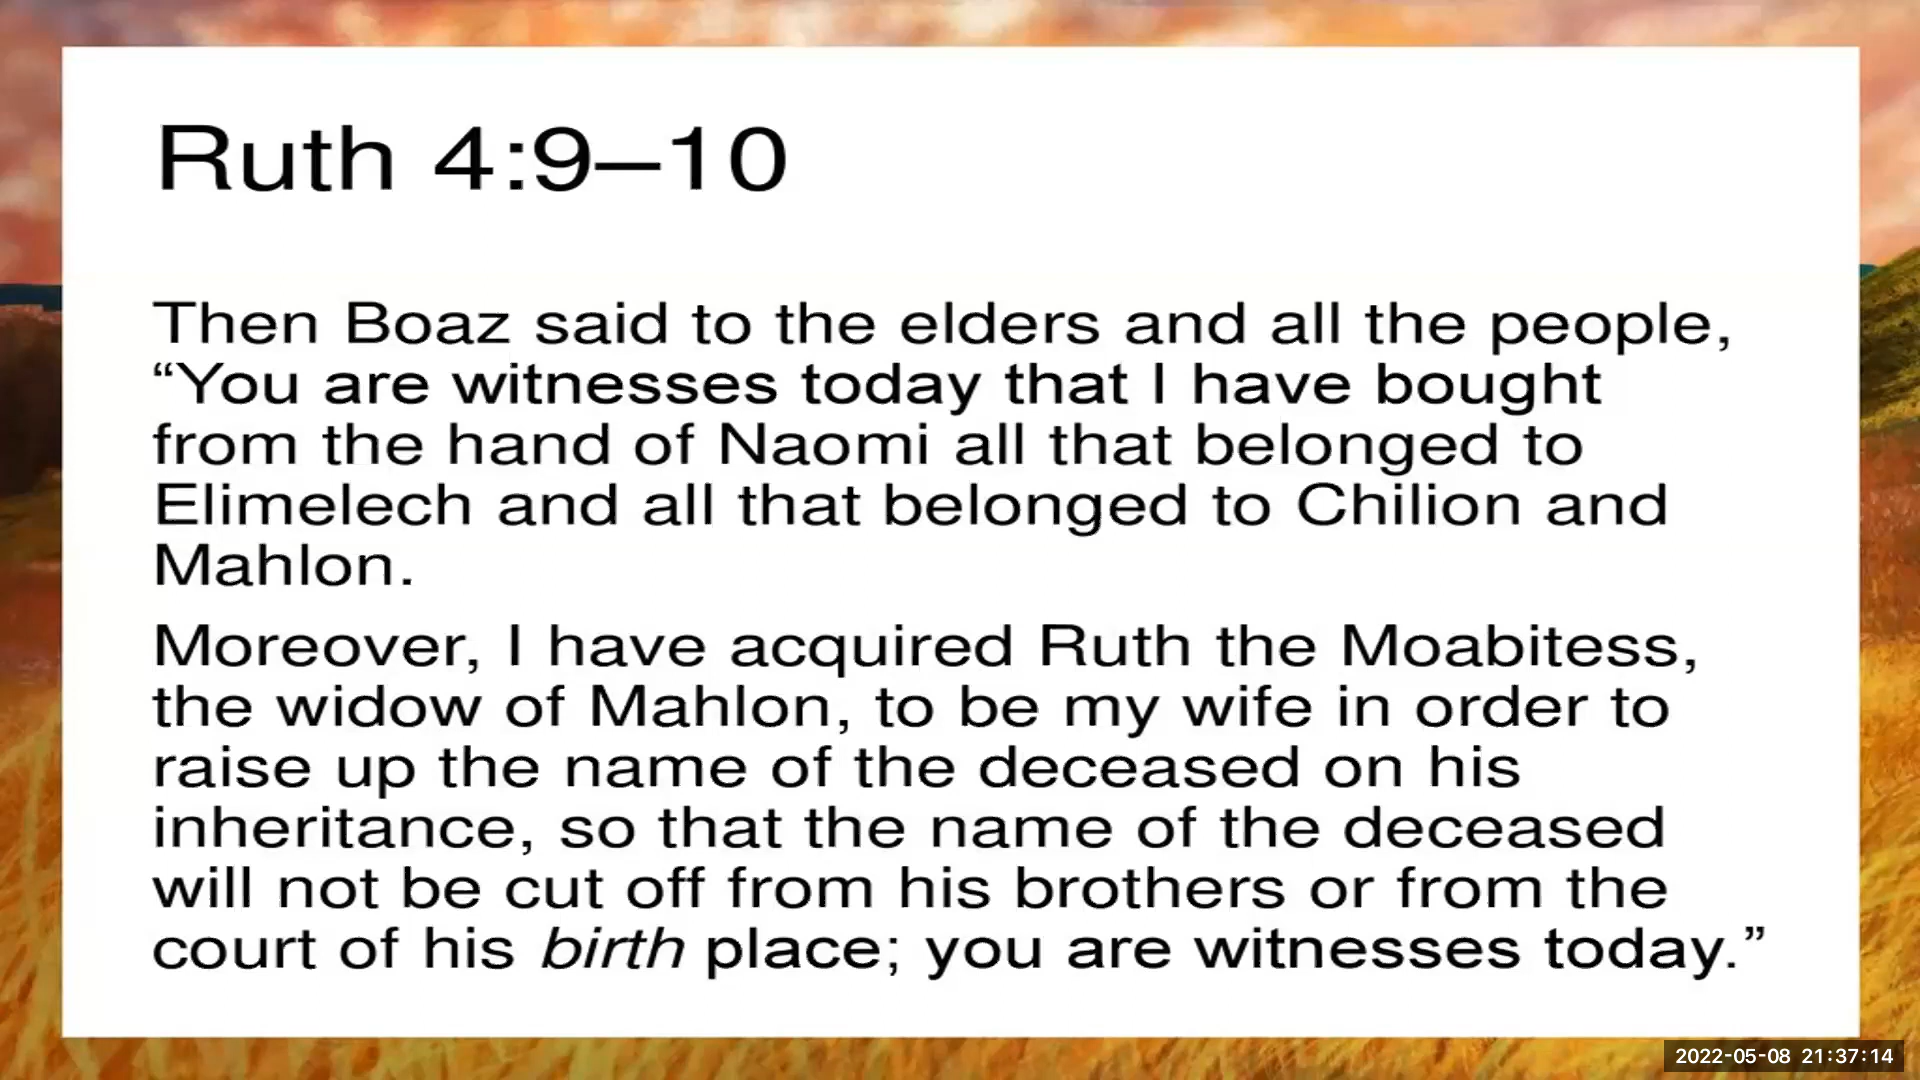 Ruth 4:9–10
Then Boaz said to the elders and all the people,
“You are witnesses today that I have bought
from the hand of Naomi all that belonged to
Elimelech and all that belonged to Chilion and
Mahlon.
Moreover, I have acquired Ruth the Moabitess,
the widow of Mahlon, to be my wife in order to
raise up the name of the deceased on his
inheritance, so that the name of the deceased
will not be cut off from his brothers or from the
court of his birth place; you are witnesses today.”
2022-05-08 21:37:14